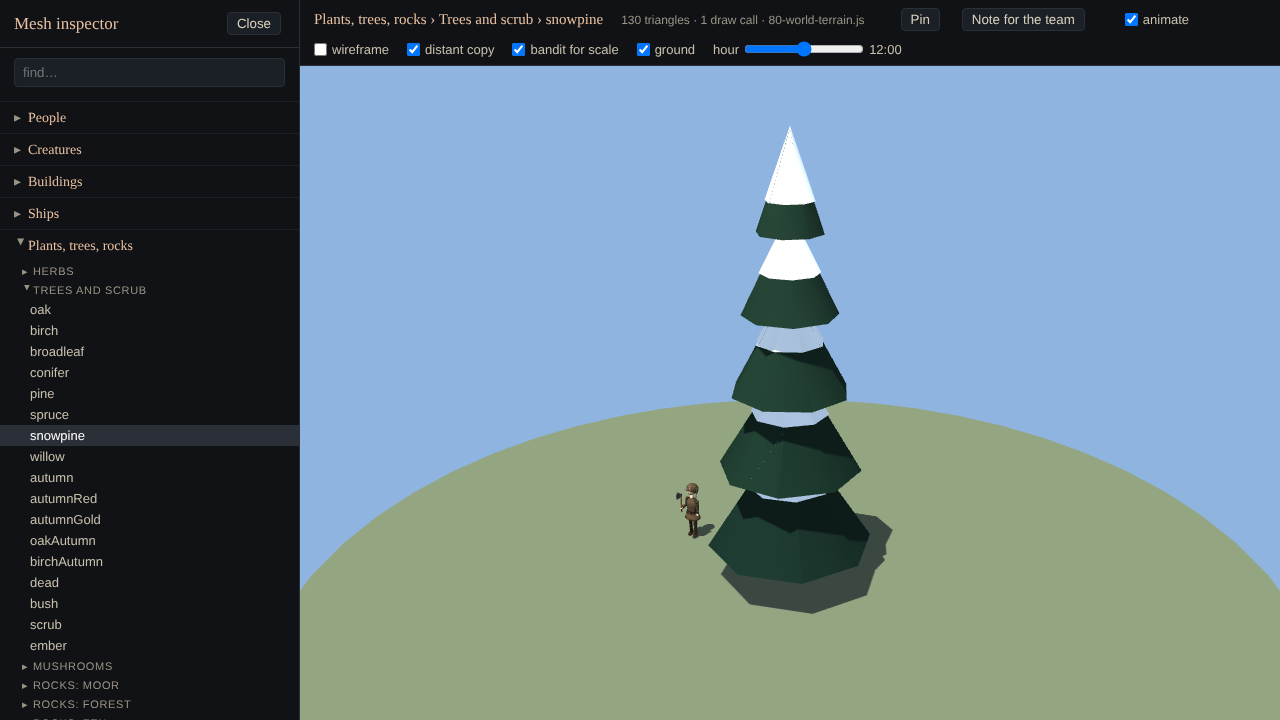 Mesh inspector
Close
find…
People
Creatures
Buildings
Ships
Plants, trees, rocks
HERBS
TREES AND SCRUB
oak
birch
broadleaf
conifer
pine
spruce
snowpine
willow
autumn
autumnRed
autumnGold
oakAutumn
birchAutumn
dead
bush
scrub
ember
MUSHROOMS
ROCKS: MOOR
ROCKS: FOREST
Plants, trees, rocks › Trees and scrub › snowpine 130 triangles · 1 draw call · 80-world-terrain.js Pin Note for the team animate
wireframe distant copy bandit for scale ground hour 12:00